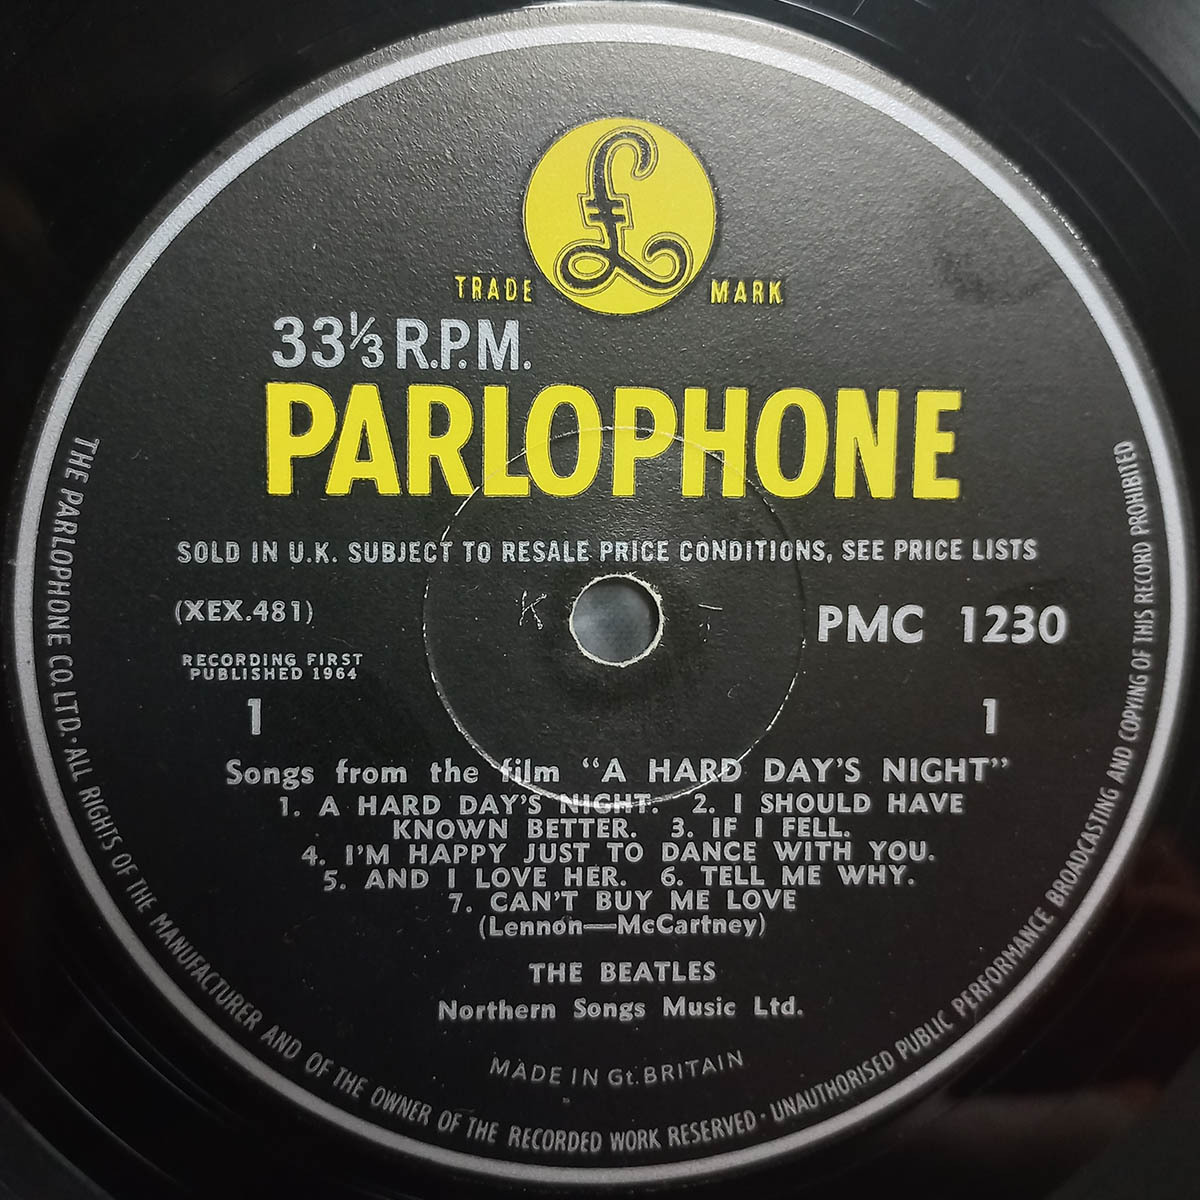 £
TRADE MARK
33⅓ R.P.M.
PARLOPHONE
SOLD IN U.K. SUBJECT TO RESALE PRICE CONDITIONS, SEE PRICE LISTS
(XEX.481)
PMC 1230
RECORDING FIRST
PUBLISHED 1964
1
1
Songs from the film “A HARD DAY'S NIGHT”
1. A HARD DAY'S NIGHT. 2. I SHOULD HAVE
KNOWN BETTER. 3. IF I FELL.
4. I'M HAPPY JUST TO DANCE WITH YOU.
5. AND I LOVE HER. 6. TELL ME WHY.
7. CAN'T BUY ME LOVE
(Lennon—McCartney)
THE BEATLES
Northern Songs Music Ltd.
MADE IN Gt. BRITAIN
THE PARLOPHONE CO. LTD. · ALL RIGHTS OF THE MANUFACTURER AND OF THE OWNER OF THE RECORDED WORK RESERVED · UNAUTHORISED PUBLIC PERFORMANCE BROADCASTING AND COPYING OF THIS RECORD PROHIBITED
K